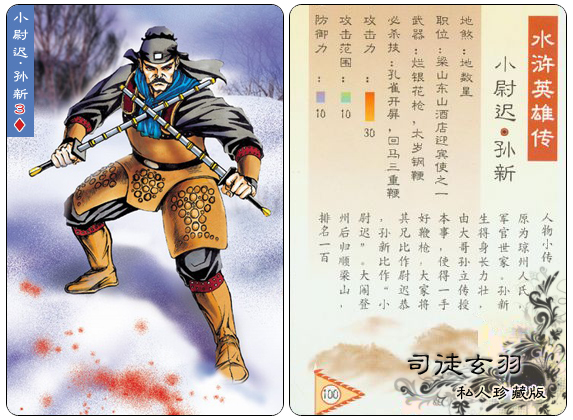 小尉迟·孙新3♦
水浒英雄传
小尉迟·孙新
地煞：地数星
职位：梁山东山酒店迎宾使之一
武器：烂银花枪，太岁钢鞭
必杀技：孔雀开屏，回马三重鞭
攻击力：30
攻击范围：10
防御力：10
人物小传
原为琼州人氏，
军官世家。孙新
生得身长力壮，
由大哥孙立传授
本事，使得一手
好鞭枪，大家将
其兄比作尉迟恭
，孙新比作“小
尉迟”。大闹登
州后归顺梁山，
排名一百
100
司徒玄羽
私人珍藏版